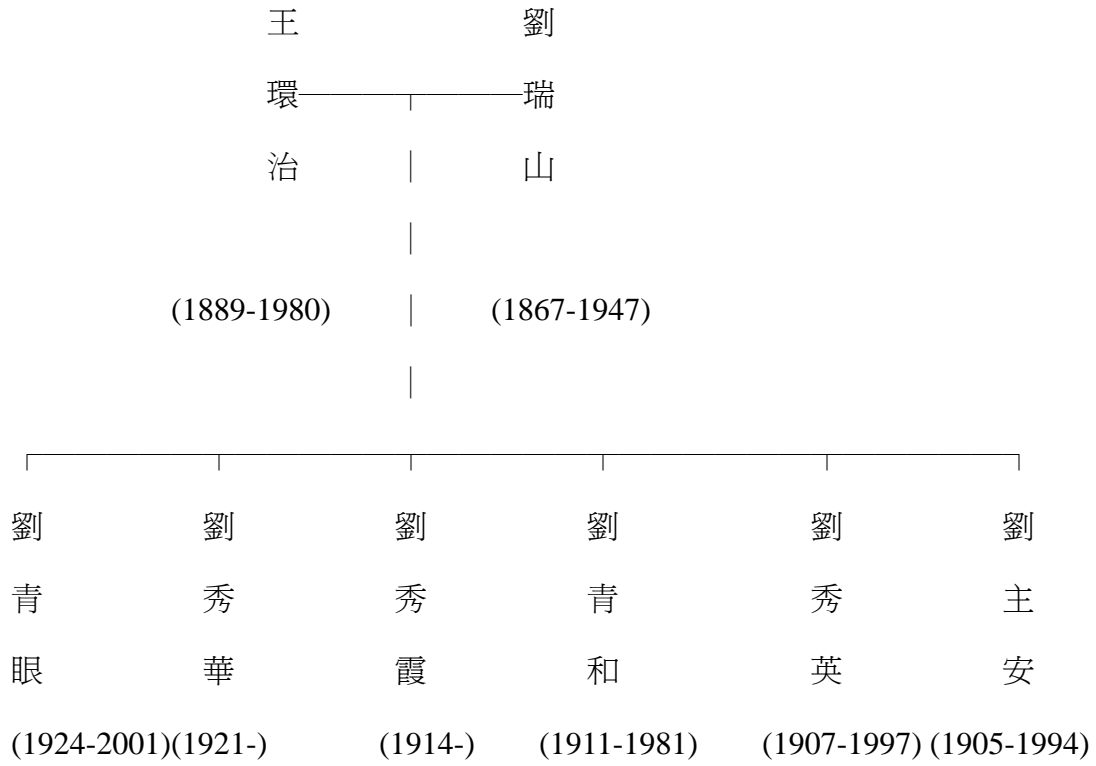 劉瑞山
(1867-1947)
王環治
(1889-1980)
劉主安
(1905-1994)
劉秀英
(1907-1997)
劉青和
(1911-1981)
劉秀霞
(1914-)
劉秀華
(1921-)
劉青眼
(1924-2001)